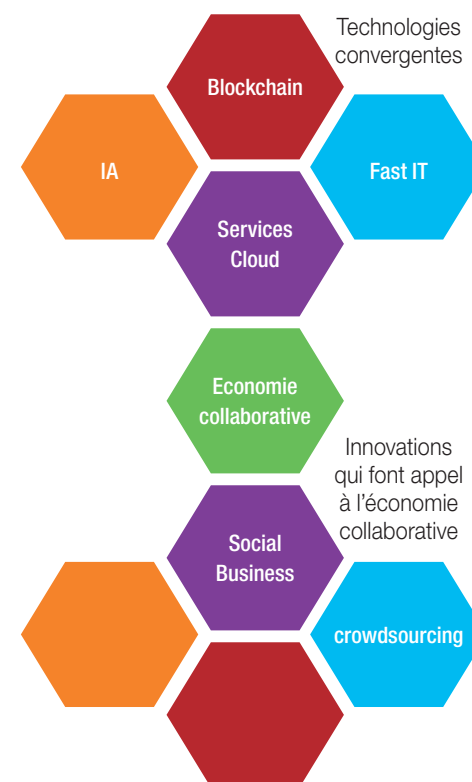 Technologies
convergentes
Blockchain
IA
Fast IT
Services
Cloud
Economie
collaborative
Innovations
qui font appel
à l’économie
collaborative
Social
Business
crowdsourcing